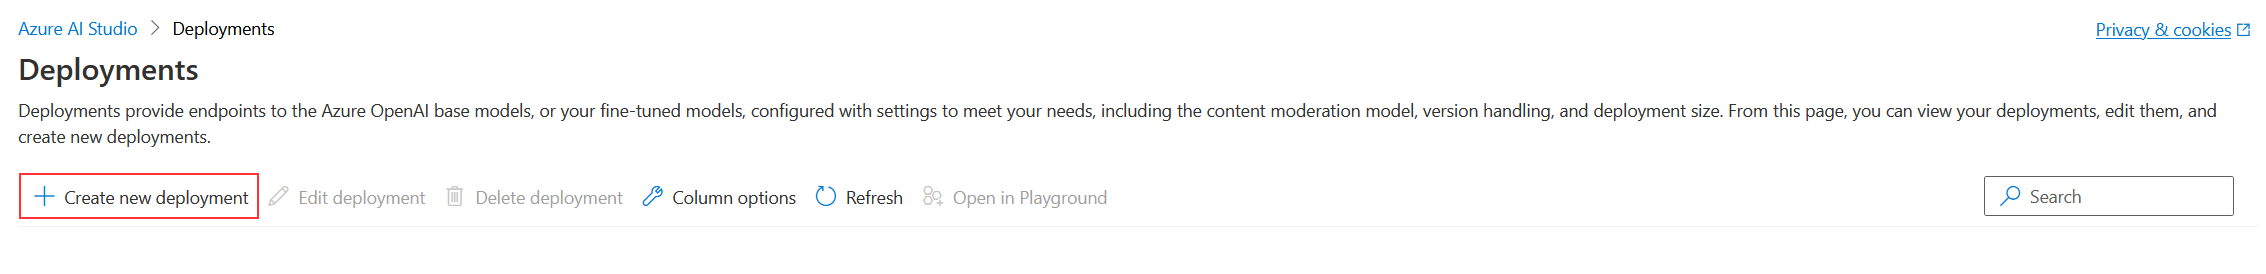 Azure AI Studio > Deployments
Privacy & cookies
Deployments
Deployments provide endpoints to the Azure OpenAI base models, or your fine-tuned models, configured with settings to meet your needs, including the content moderation model, version handling, and deployment size. From this page, you can view your deployments, edit them, and
create new deployments.
Create new deployment Edit deployment Delete deployment Column options Refresh Open in Playground Search